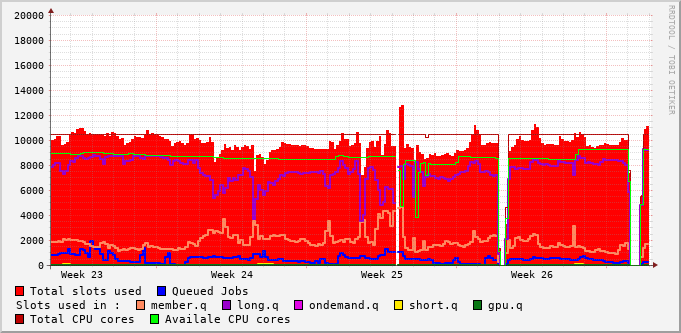 20000
18000
16000
14000
12000
10000
8000
6000
4000
2000
0
Week 23 Week 24 Week 25 Week 26
RRDTOOL / TOBI OETIKER
Total slots used Queued Jobs
Slots used in : member.q long.q ondemand.q short.q gpu.q
Total CPU cores Availale CPU cores